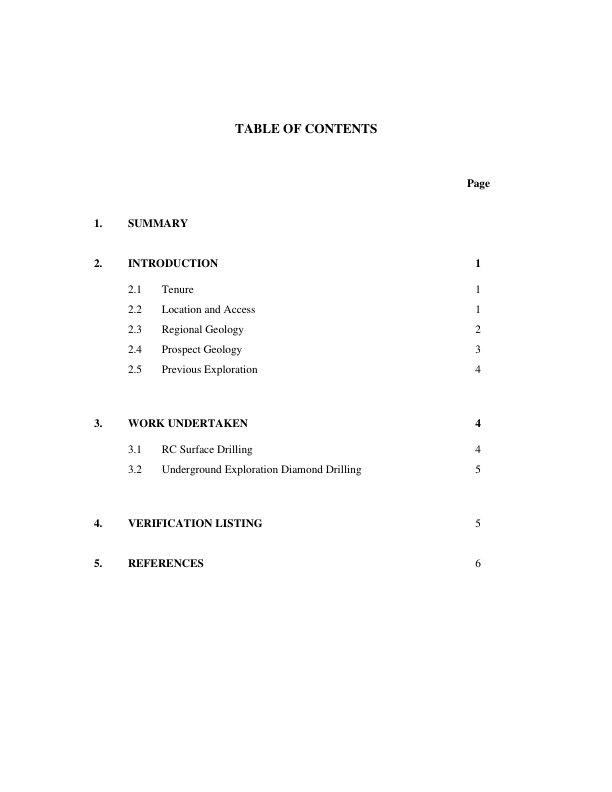 TABLE OF CONTENTS
Page
1. SUMMARY
2. INTRODUCTION 1
2.1 Tenure 1
2.2 Location and Access 1
2.3 Regional Geology 2
2.4 Prospect Geology 3
2.5 Previous Exploration 4
3. WORK UNDERTAKEN 4
3.1 RC Surface Drilling 4
3.2 Underground Exploration Diamond Drilling 5
4. VERIFICATION LISTING 5
5. REFERENCES 6